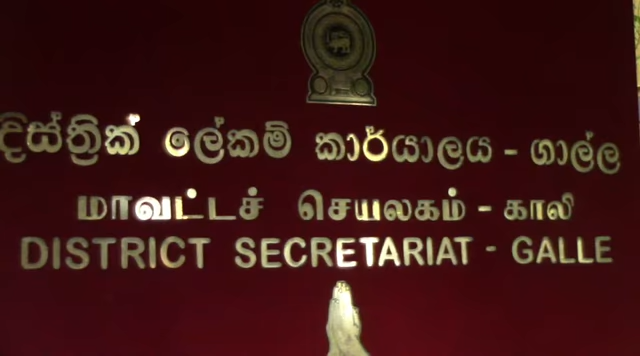 දිස්ත්‍රික් ලේකම් කාර්යාලය - ගාල්ල
மாவட்டச் செயலகம் - காலி
DISTRICT SECRETARIAT - GALLE